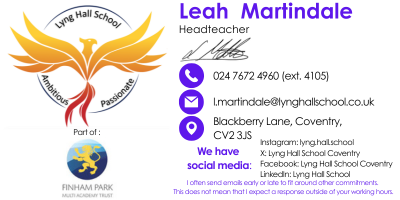 Lyng Hall School
Ambitious
Passionate
Part of :
FINHAM PARK
MULTI ACADEMY TRUST
Leah Martindale
Headteacher
024 7672 4960 (ext. 4105)
l.martindale@lynghallschool.co.uk
Blackberry Lane, Coventry,
CV2 3JS
We have
social media:
Instagram: lyng.hall.school
X: Lyng Hall School Coventry
Facebook: Lyng Hall School Coventry
LinkedIn: Lyng Hall.School
I often send emails early or late to fit around other commitments.
This does not mean that I expect a response outside of your working hours.